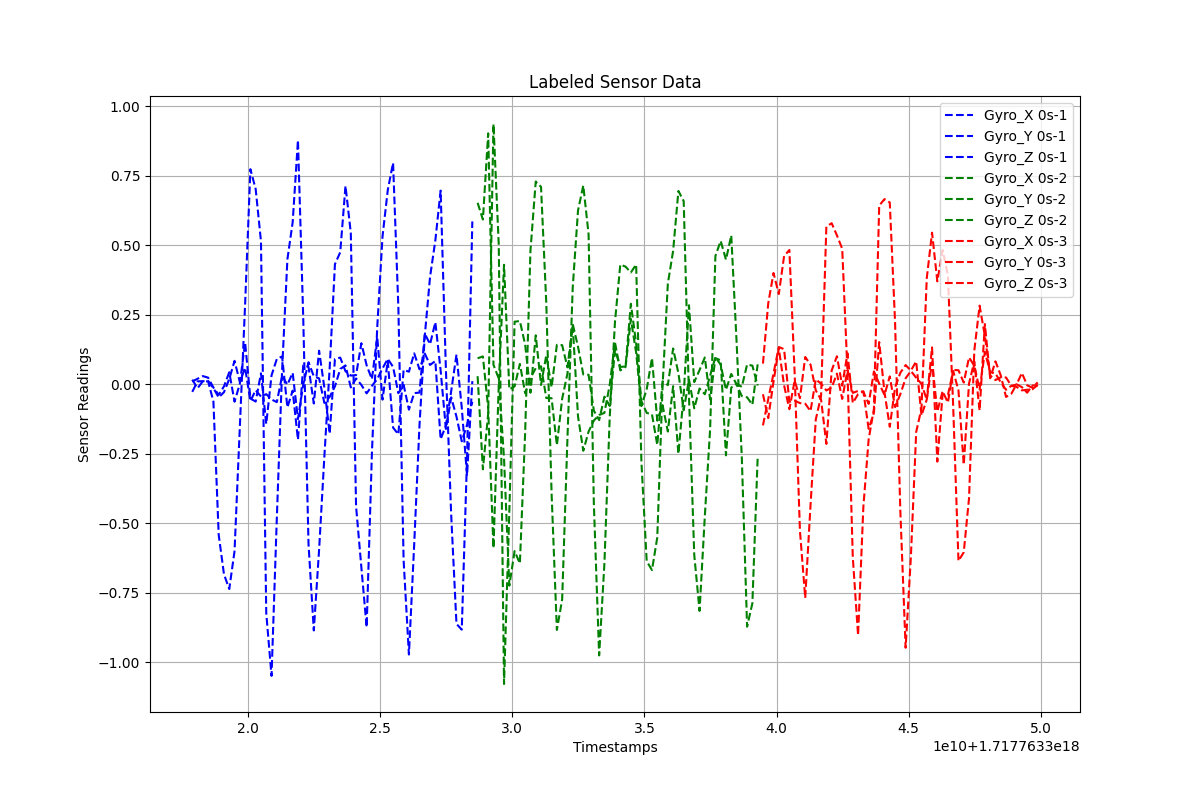 Labeled Sensor Data
1.00
0.75
0.50
0.25
0.00
−0.25
−0.50
−0.75
−1.00
Sensor Readings
Gyro_X 0s-1
Gyro_Y 0s-1
Gyro_Z 0s-1
Gyro_X 0s-2
Gyro_Y 0s-2
Gyro_Z 0s-2
Gyro_X 0s-3
Gyro_Y 0s-3
Gyro_Z 0s-3
2.0 2.5 3.0 3.5 4.0 4.5 5.0
Timestamps
1e10+1.7177633e18